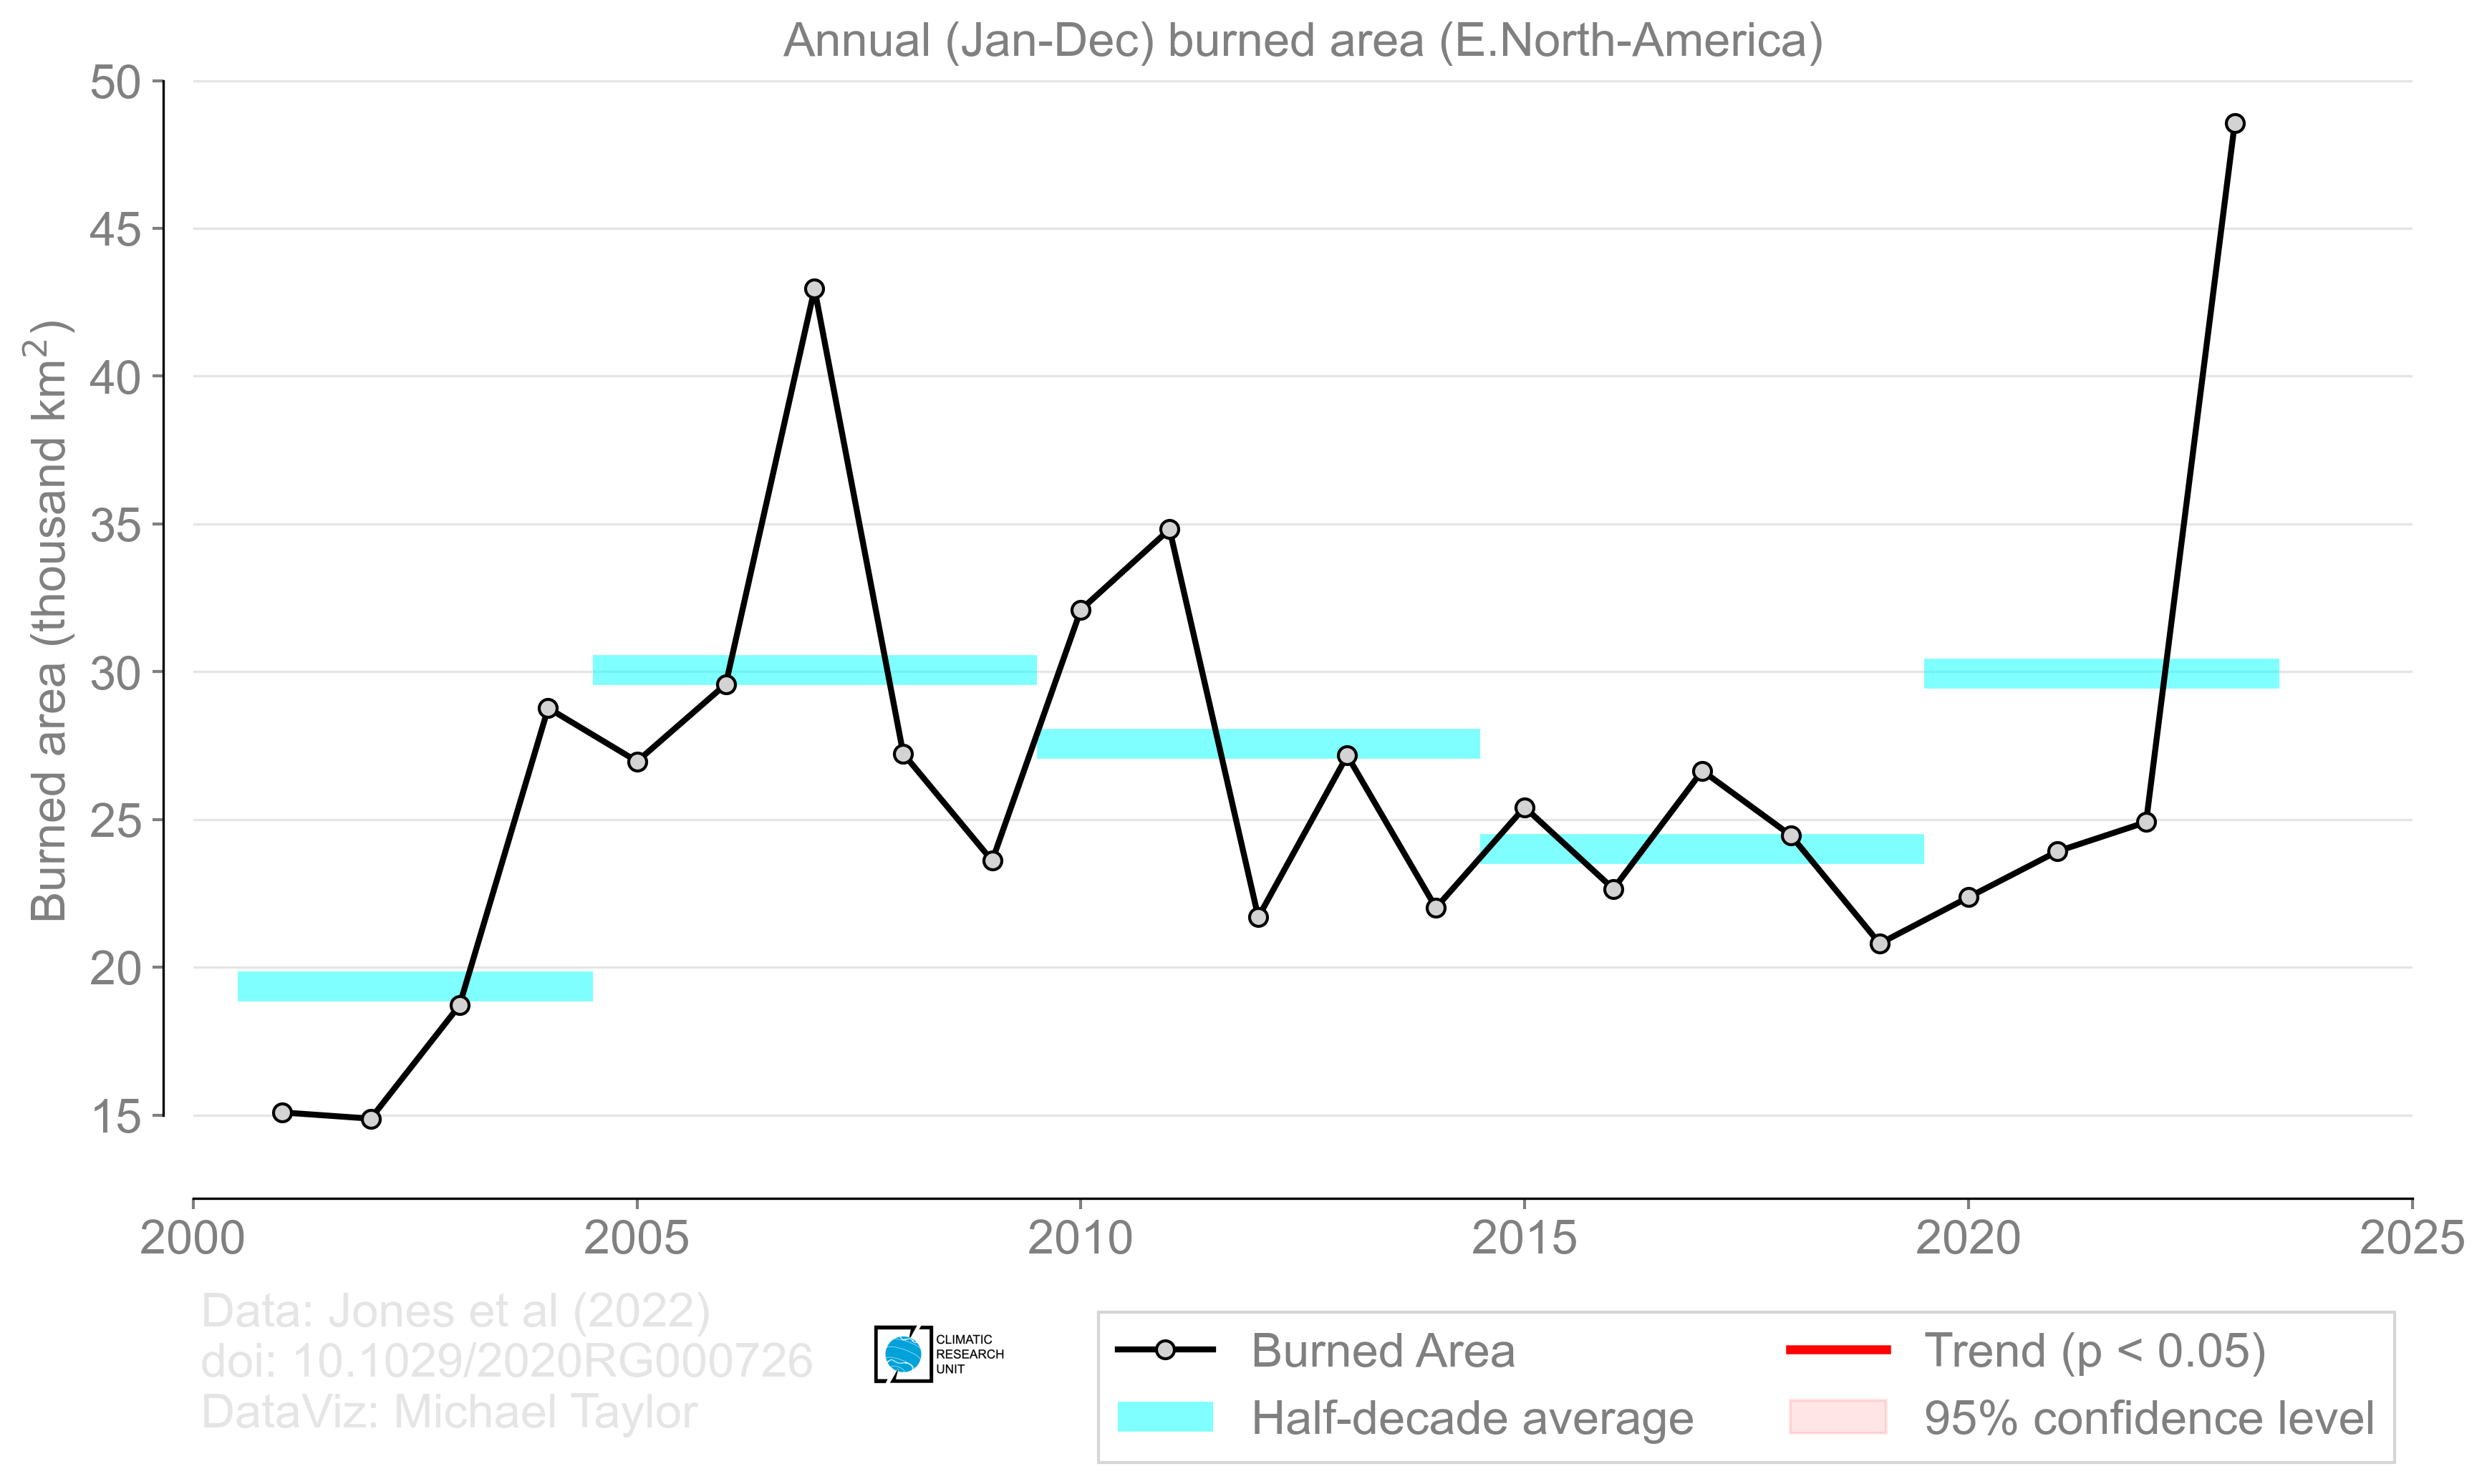 Annual (Jan-Dec) burned area (E.North-America)
50
45
40
35
30
25
20
15
Burned area (thousand km²)
2000 2005 2010 2015 2020 2025
Data: Jones et al (2022)
doi: 10.1029/2020RG000726
DataViz: Michael Taylor
CLIMATIC
RESEARCH
UNIT
Burned Area
Half-decade average
Trend (p < 0.05)
95% confidence level